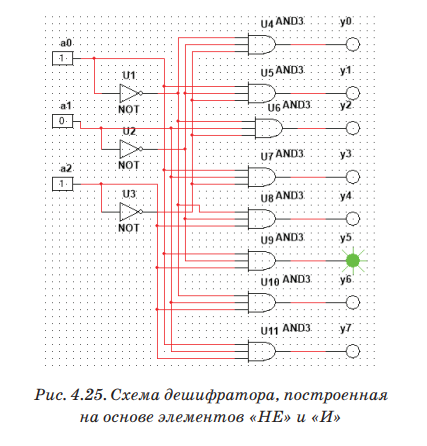 U4 AND3 y0
a0
1
U1
NOT
U5 AND3 y1
U6 AND3 y2
a1
0
U2
NOT
U7 AND3 y3
a2
1
U3
NOT
U8 AND3 y4
U9 AND3 y5
U10 AND3 y6
U11 AND3 y7
Рис. 4.25. Схема дешифратора, построенная
на основе элементов «НЕ» и «И»